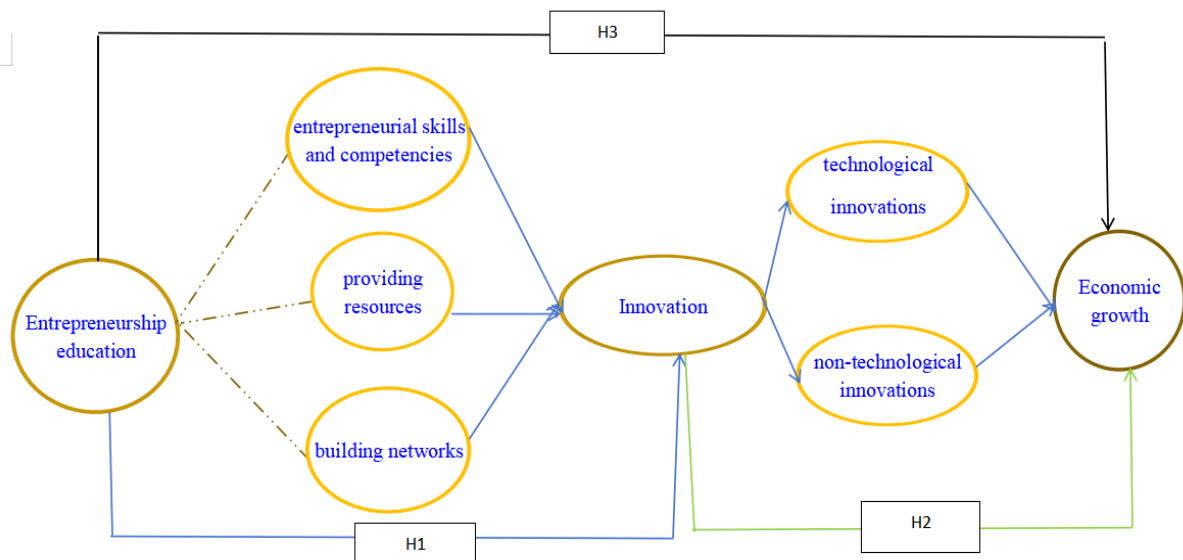 H3
entrepreneurial skills
and competencies
technological
innovations
providing
resources
Entrepreneurship
education
Innovation
Economic
growth
non-technological
innovations
building networks
H1
H2